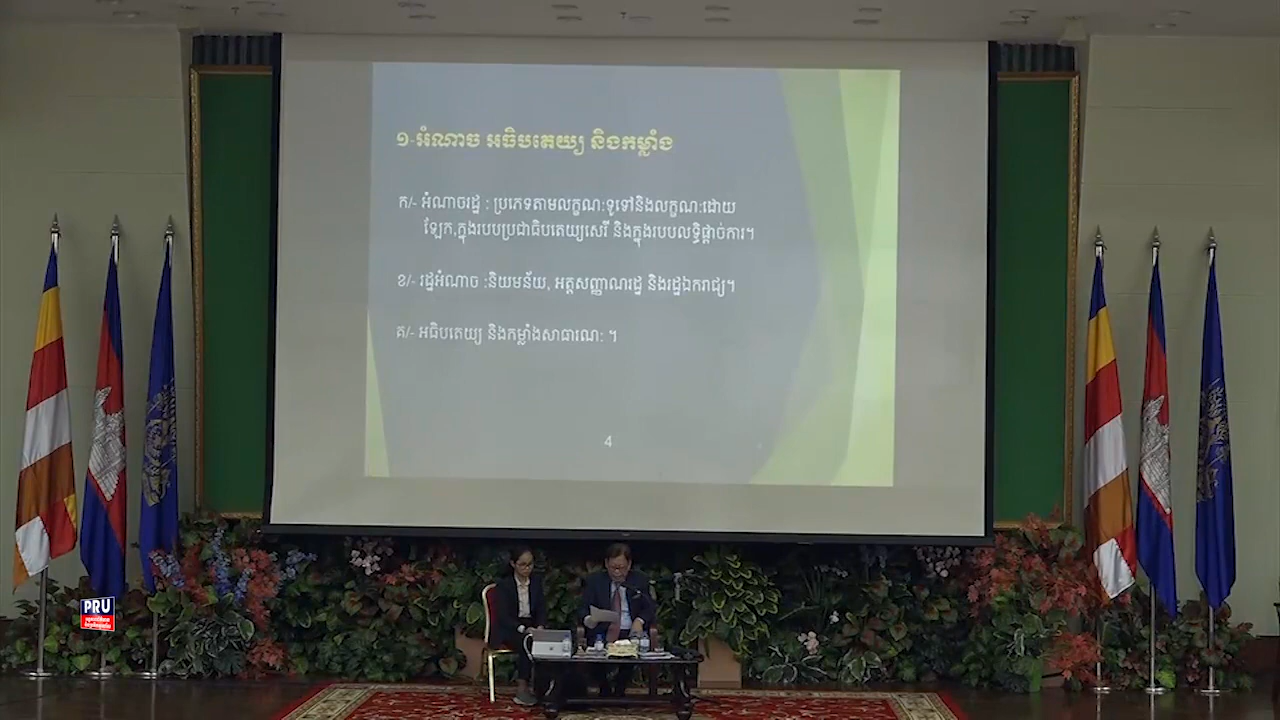 ១-អំណាច អធិបតេយ្យ និងកម្លាំង
ក/- អំណាចរដ្ឋ : ប្រភេទតាមលក្ខណៈទូទៅនិងលក្ខណៈដោយ
ឡែក,ក្នុងរបបប្រជាធិបតេយ្យសេរី និងក្នុងរបបលទ្ធិផ្តាច់ការ។
ខ/- រដ្ឋអំណាច :និយមន័យ, អត្តសញ្ញាណរដ្ឋ និងរដ្ឋឯករាជ្យ។
គ/- អធិបតេយ្យ និងកម្លាំងសាធារណៈ ។
4
PRU